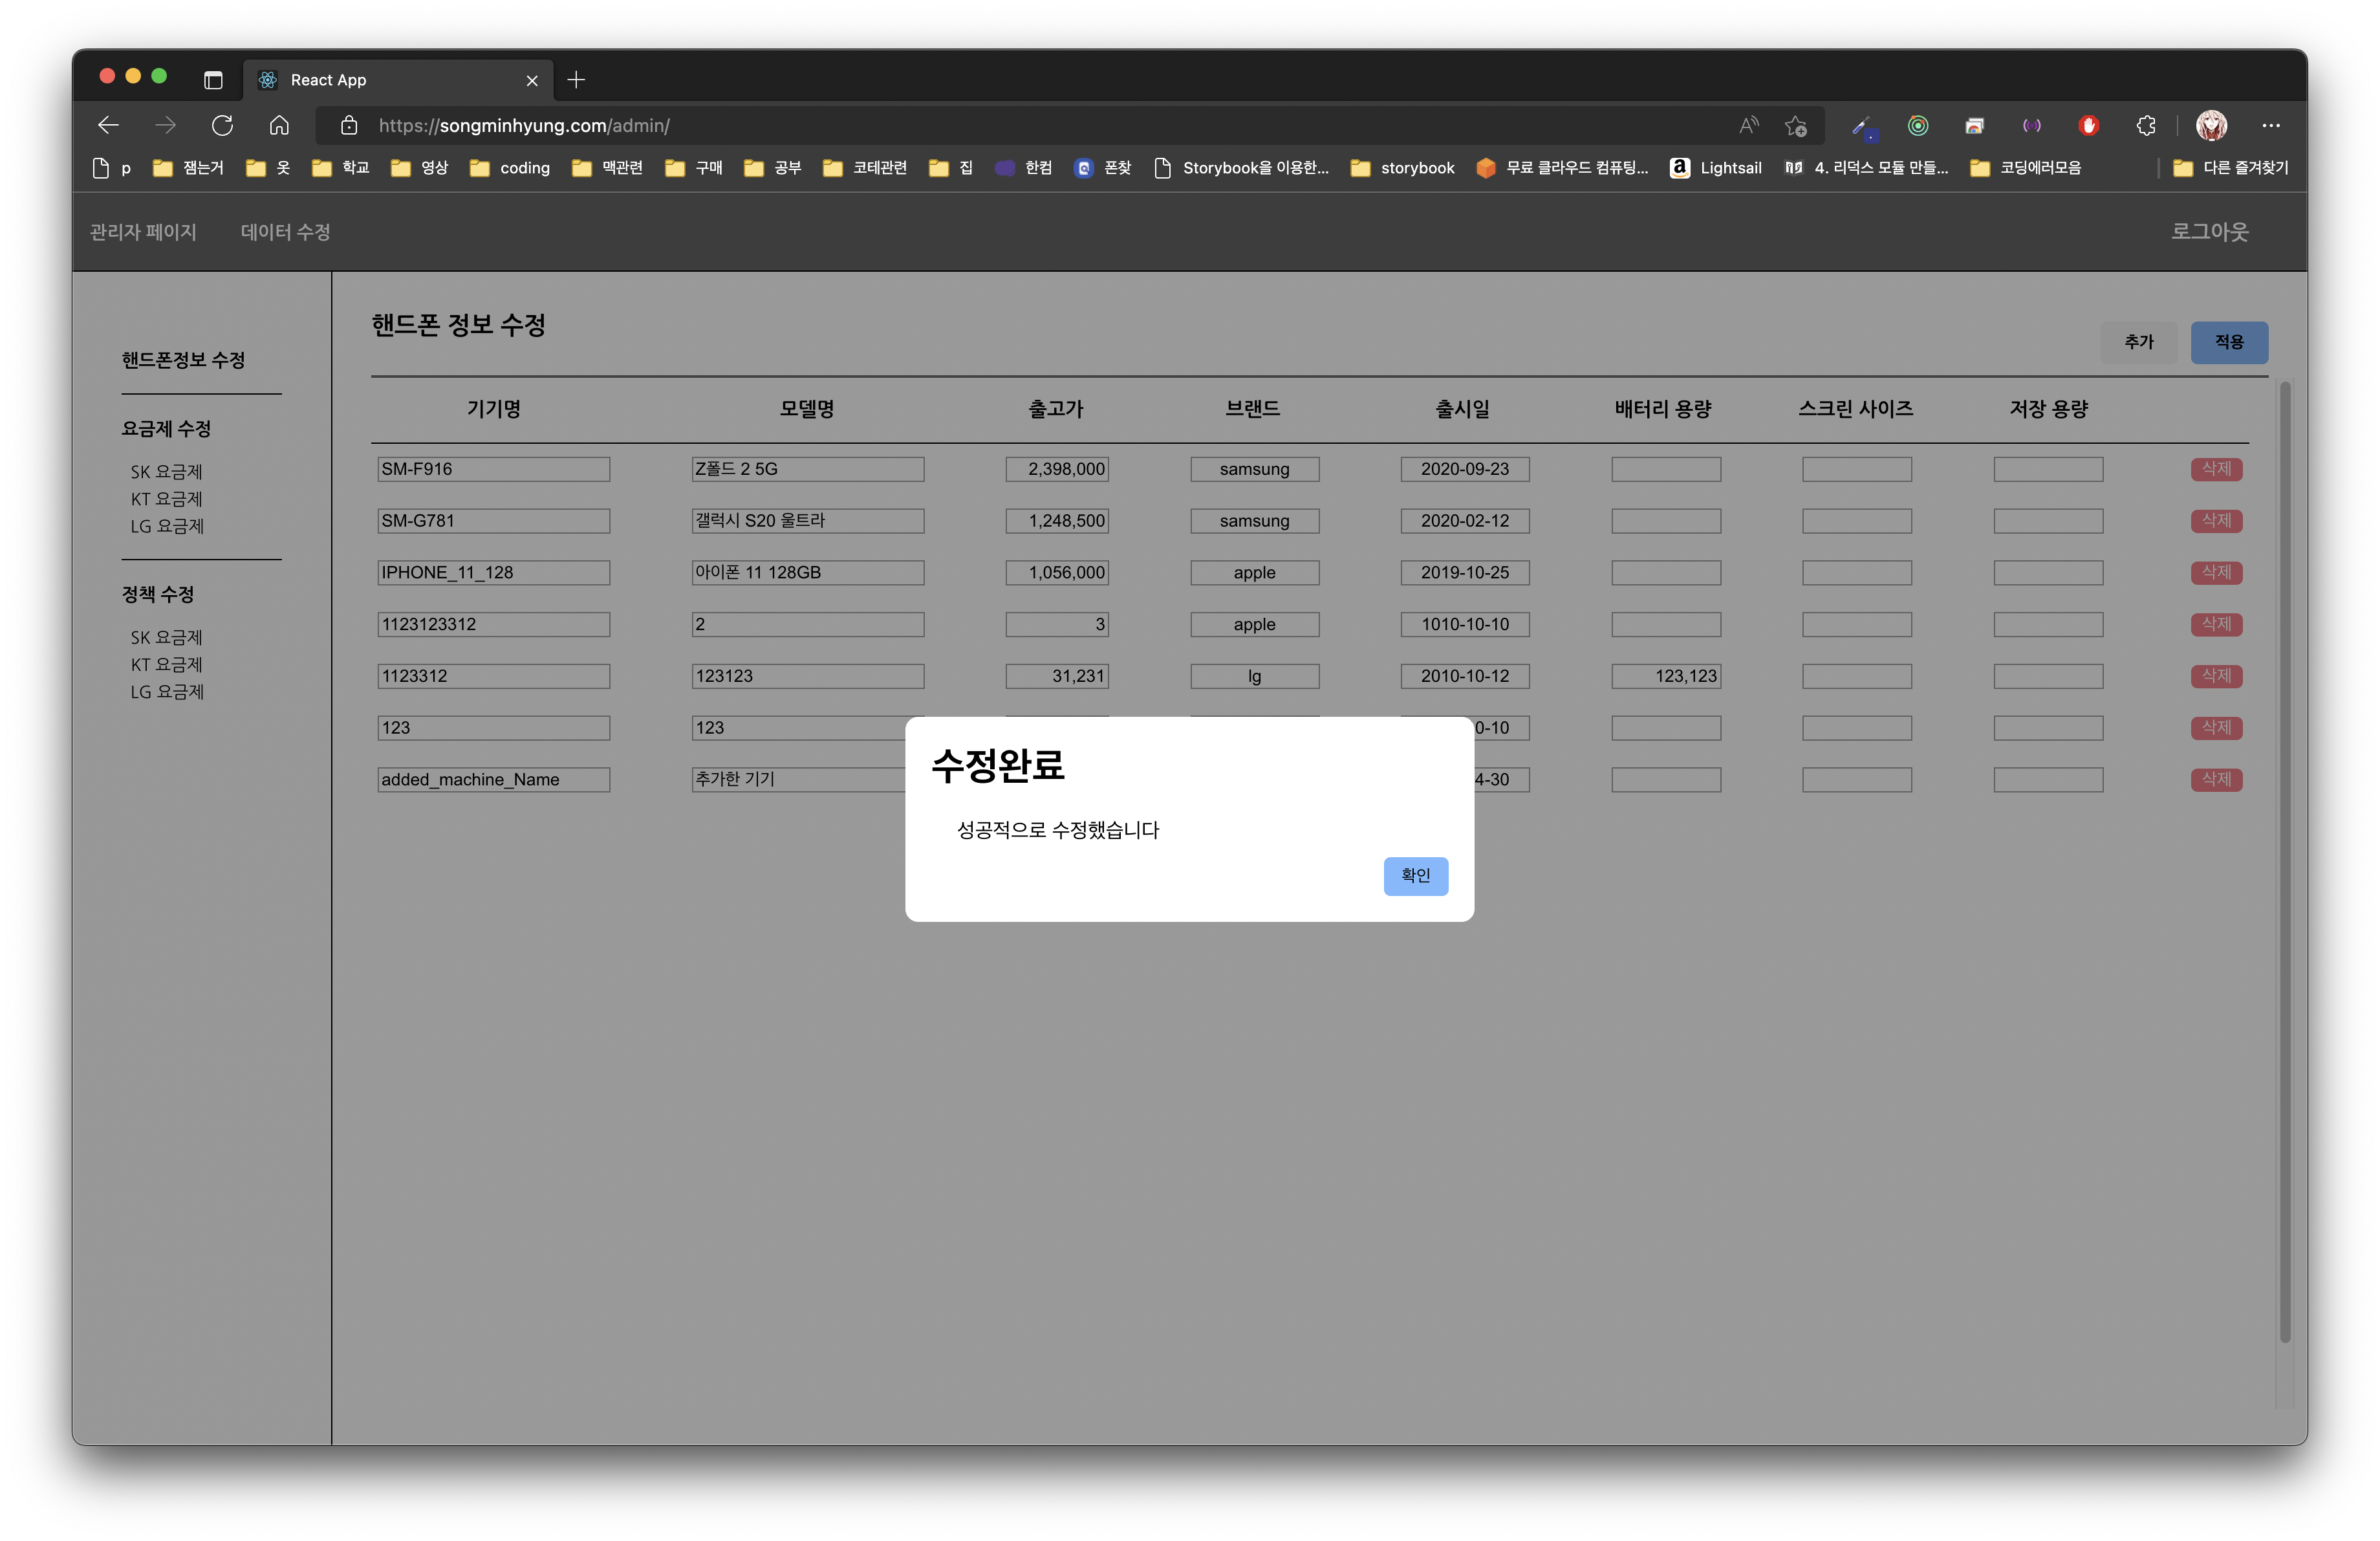 React App
https://songminhyung.com/admin/
p 잼는거 옷 학교 영상 coding 맥관련 구매 공부 코테관련 집 한컴 폰찾 Storybook을 이용한... storybook 무료 클라우드 컴퓨팅... Lightsail 4. 리덕스 모듈 만들... 코딩에러모음 다른 즐겨찾기
관리자 페이지 데이터 수정 로그아웃
핸드폰정보 수정
요금제 수정
SK 요금제
KT 요금제
LG 요금제
정책 수정
SK 요금제
KT 요금제
LG 요금제
핸드폰 정보 수정
추가 적용
기기명 모델명 출고가 브랜드 출시일 배터리 용량 스크린 사이즈 저장 용량
SM-F916 Z폴드 2 5G 2,398,000 samsung 2020-09-23 삭제
SM-G781 갤럭시 S20 울트라 1,248,500 samsung 2020-02-12 삭제
IPHONE_11_128 아이폰 11 128GB 1,056,000 apple 2019-10-25 삭제
1123123312 2 3 apple 1010-10-10 삭제
1123312 123123 31,231 lg 2010-10-12 123,123 삭제
123 123 0-10 삭제
added_machine_Name 추가한 기기 4-30 삭제
수정완료
성공적으로 수정했습니다
확인